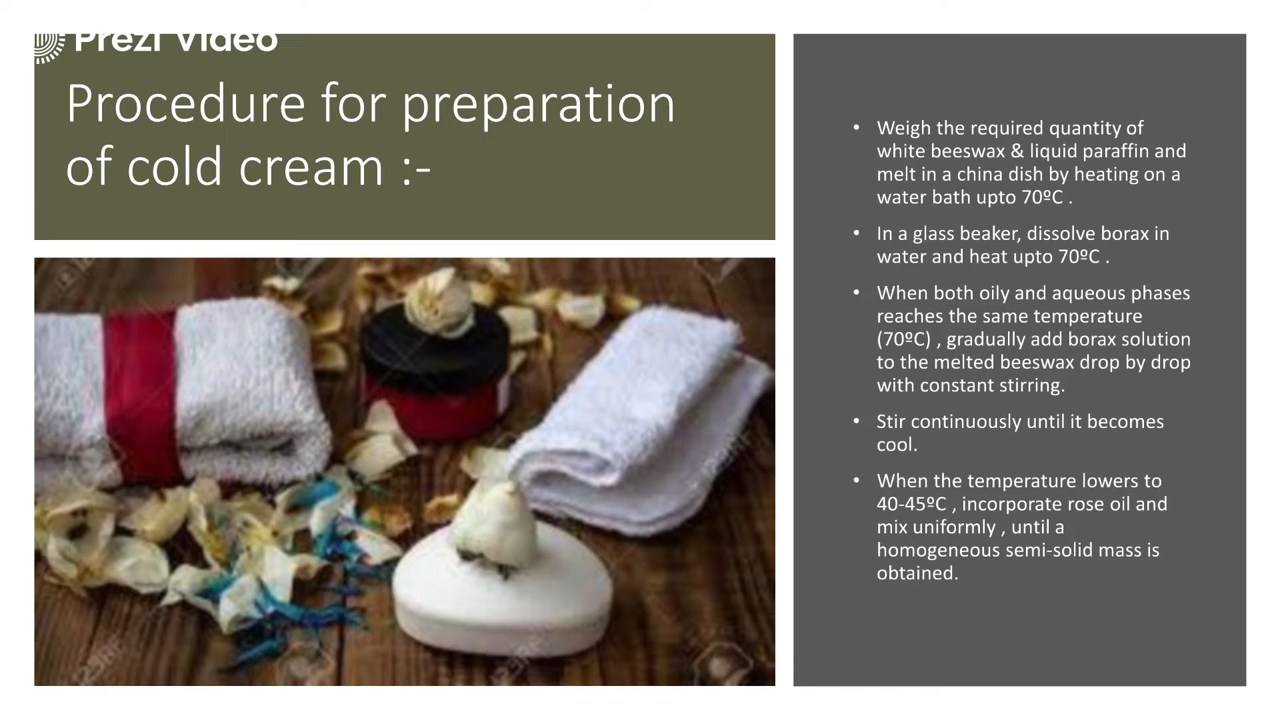 Prezi Video
Procedure for preparation
of cold cream :-
• Weigh the required quantity of
white beeswax & liquid paraffin and
melt in a china dish by heating on a
water bath upto 70ºC .
• In a glass beaker, dissolve borax in
water and heat upto 70ºC .
• When both oily and aqueous phases
reaches the same temperature
(70ºC) , gradually add borax solution
to the melted beeswax drop by drop
with constant stirring.
• Stir continuously until it becomes
cool.
• When the temperature lowers to
40-45ºC , incorporate rose oil and
mix uniformly , until a
homogeneous semi-solid mass is
obtained.